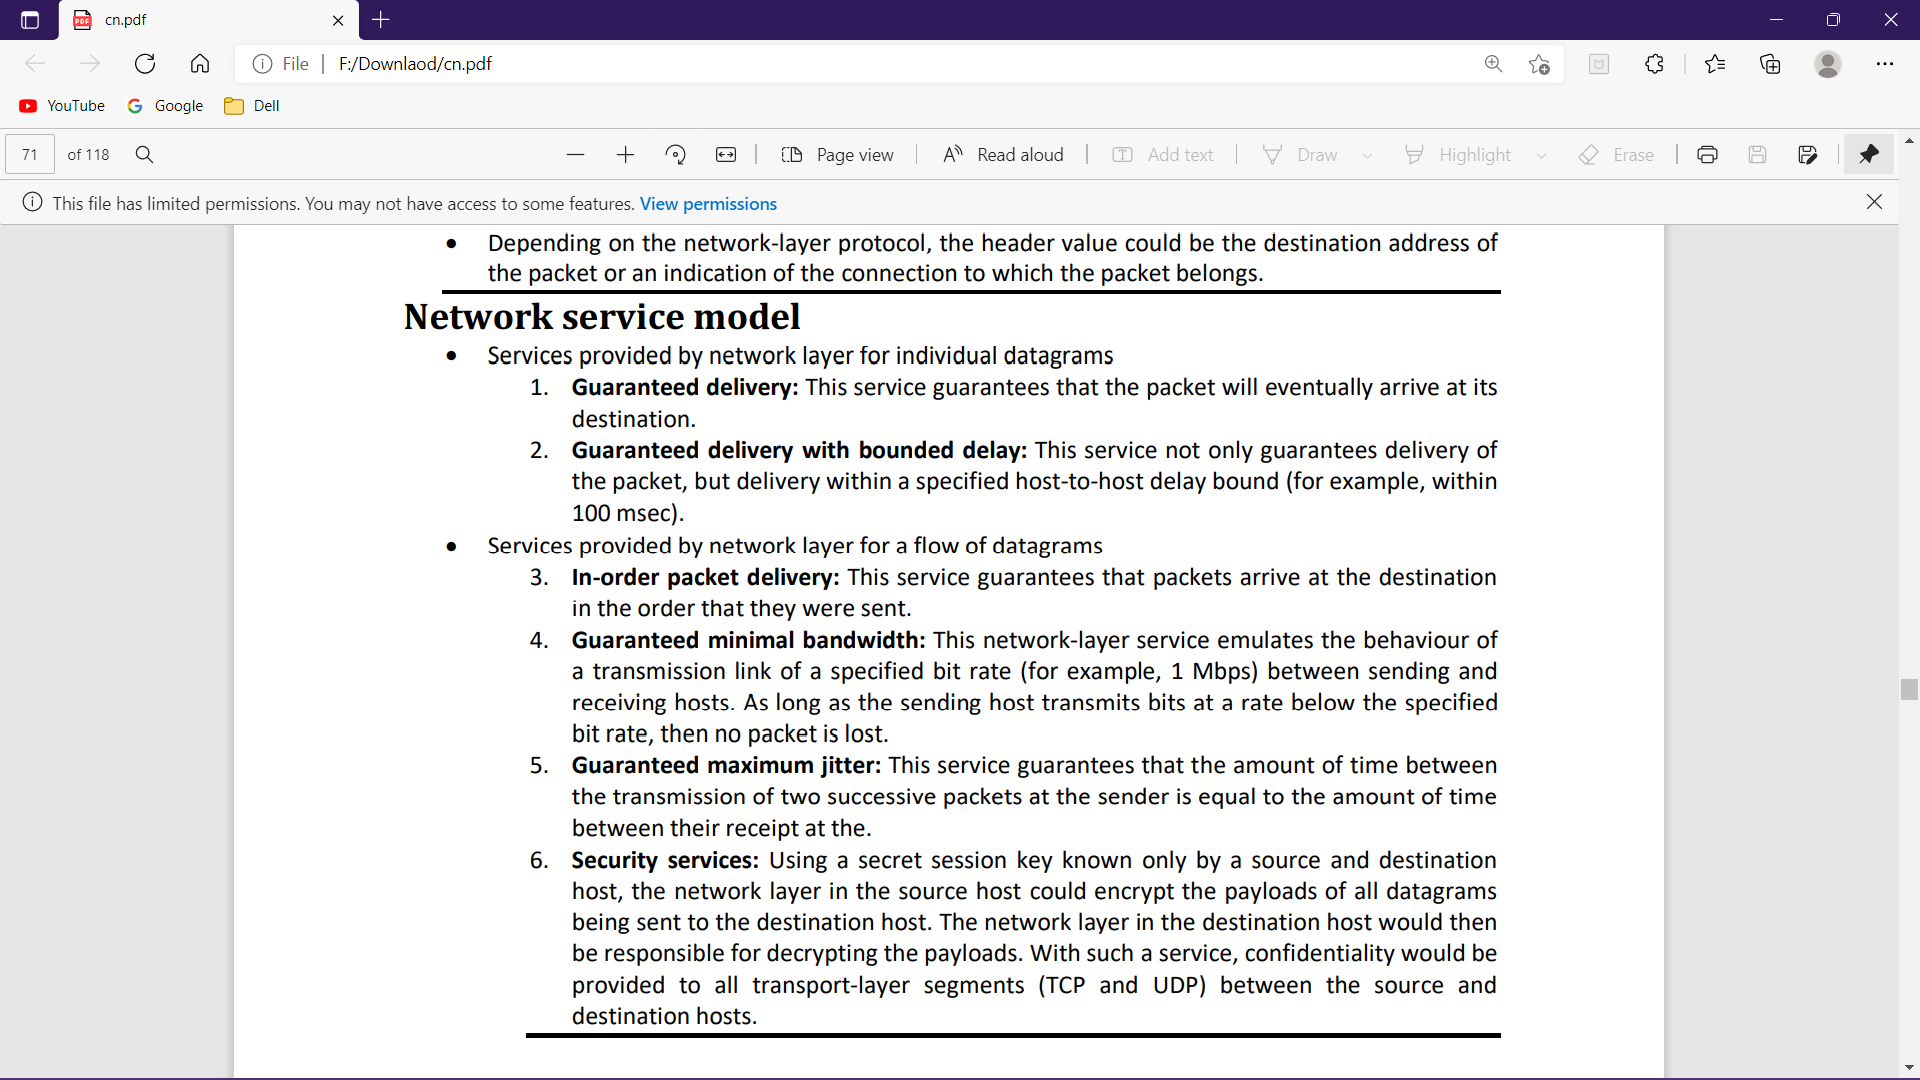 cn.pdf
File | F:/Downlaod/cn.pdf
YouTube Google Dell
71 of 118 Page view Read aloud Add text Draw Highlight Erase
This file has limited permissions. You may not have access to some features. View permissions
• Depending on the network-layer protocol, the header value could be the destination address of
the packet or an indication of the connection to which the packet belongs.
Network service model
• Services provided by network layer for individual datagrams
1. Guaranteed delivery: This service guarantees that the packet will eventually arrive at its
destination.
2. Guaranteed delivery with bounded delay: This service not only guarantees delivery of
the packet, but delivery within a specified host-to-host delay bound (for example, within
100 msec).
• Services provided by network layer for a flow of datagrams
3. In-order packet delivery: This service guarantees that packets arrive at the destination
in the order that they were sent.
4. Guaranteed minimal bandwidth: This network-layer service emulates the behaviour of
a transmission link of a specified bit rate (for example, 1 Mbps) between sending and
receiving hosts. As long as the sending host transmits bits at a rate below the specified
bit rate, then no packet is lost.
5. Guaranteed maximum jitter: This service guarantees that the amount of time between
the transmission of two successive packets at the sender is equal to the amount of time
between their receipt at the.
6. Security services: Using a secret session key known only by a source and destination
host, the network layer in the source host could encrypt the payloads of all datagrams
being sent to the destination host. The network layer in the destination host would then
be responsible for decrypting the payloads. With such a service, confidentiality would be
provided to all transport-layer segments (TCP and UDP) between the source and
destination hosts.